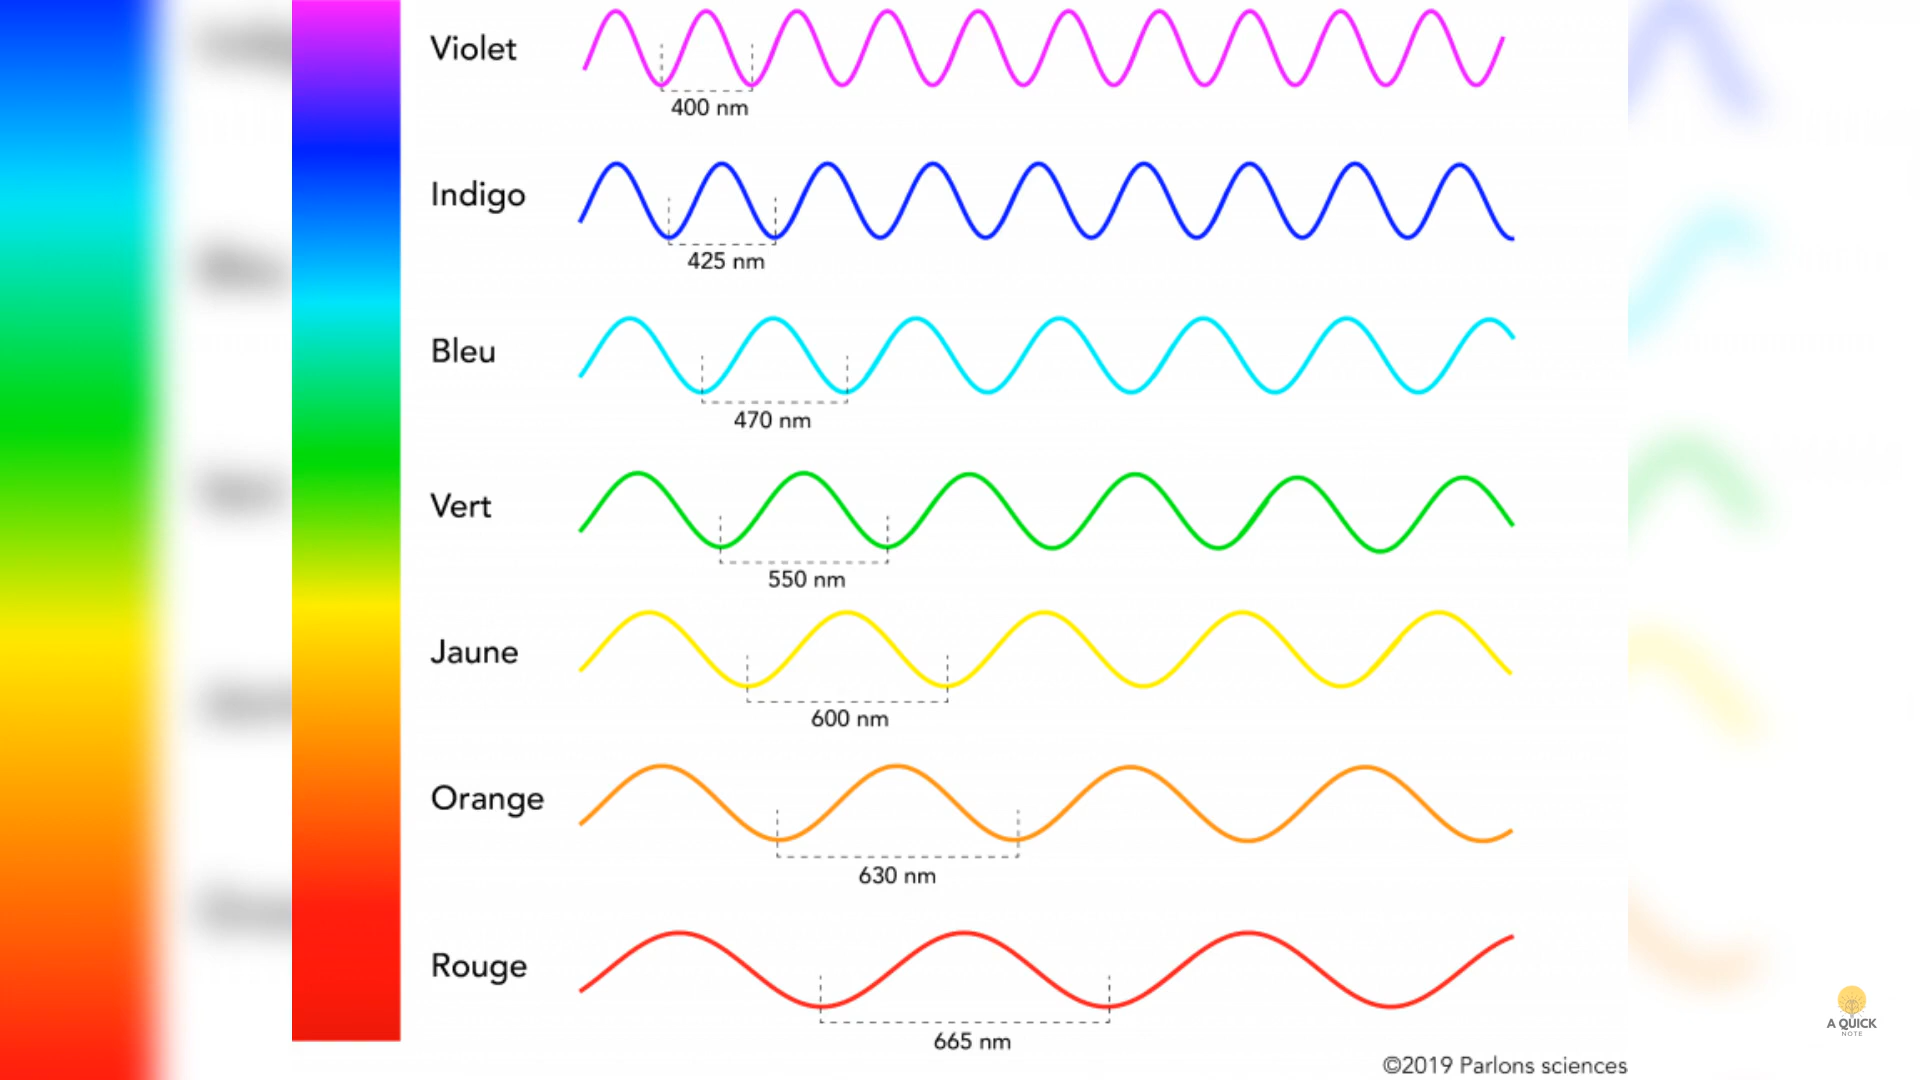 Violet
400 nm
Indigo
425 nm
Bleu
470 nm
Vert
550 nm
Jaune
600 nm
Orange
630 nm
Rouge
665 nm
©2019 Parlons sciences
A QUICK
NOTE